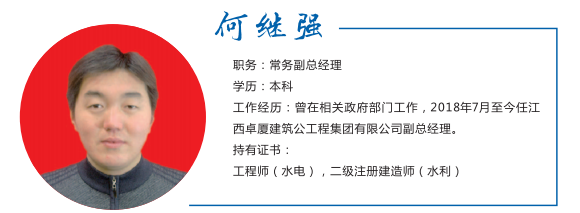 何继强
职务：常务副总经理
学历：本科
工作经历：曾在相关政府部门工作，2018年7月至今任江
西卓厦建筑公工程集团有限公司副总经理。
持有证书：
工程师（水电），二级注册建造师（水利）